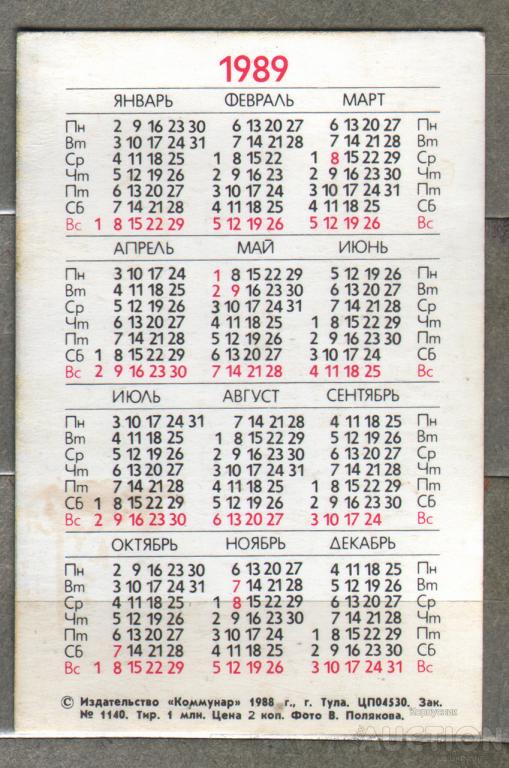 1989
ЯНВАРЬ ФЕВРАЛЬ МАРТ
Пн 2 9 16 23 30 6 13 20 27 6 13 20 27 Пн
Вт 3 10 17 24 31 7 14 21 28 7 14 21 28 Вт
Ср 4 11 18 25 1 8 15 22 1 8 15 22 29 Ср
Чт 5 12 19 26 2 9 16 23 2 9 16 23 30 Чт
Пт 6 13 20 27 3 10 17 24 3 10 17 24 31 Пт
Сб 7 14 21 28 4 11 18 25 4 11 18 25 Сб
Вс 1 8 15 22 29 5 12 19 26 5 12 19 26 Вс
АПРЕЛЬ МАЙ ИЮНЬ
Пн 3 10 17 24 1 8 15 22 29 5 12 19 26 Пн
Вт 4 11 18 25 2 9 16 23 30 6 13 20 27 Вт
Ср 5 12 19 26 3 10 17 24 31 7 14 21 28 Ср
Чт 6 13 20 27 4 11 18 25 1 8 15 22 29 Чт
Пт 7 14 21 28 5 12 19 26 2 9 16 23 30 Пт
Сб 1 8 15 22 29 6 13 20 27 3 10 17 24 Сб
Вс 2 9 16 23 30 7 14 21 28 4 11 18 25 Вс
ИЮЛЬ АВГУСТ СЕНТЯБРЬ
Пн 3 10 17 24 31 7 14 21 28 4 11 18 25 Пн
Вт 4 11 18 25 1 8 15 22 29 5 12 19 26 Вт
Ср 5 12 19 26 2 9 16 23 30 6 13 20 27 Ср
Чт 6 13 20 27 3 10 17 24 31 7 14 21 28 Чт
Пт 7 14 21 28 4 11 18 25 1 8 15 22 29 Пт
Сб 1 8 15 22 29 5 12 19 26 2 9 16 23 30 Сб
Вс 2 9 16 23 30 6 13 20 27 3 10 17 24 Вс
ОКТЯБРЬ НОЯБРЬ ДЕКАБРЬ
Пн 2 9 16 23 30 6 13 20 27 4 11 18 25 Пн
Вт 3 10 17 24 31 7 14 21 28 5 12 19 26 Вт
Ср 4 11 18 25 1 8 15 22 29 6 13 20 27 Ср
Чт 5 12 19 26 2 9 16 23 30 7 14 21 28 Чт
Пт 6 13 20 27 3 10 17 24 1 8 15 22 29 Пт
Сб 7 14 21 28 4 11 18 25 2 9 16 23 30 Сб
Вс 1 8 15 22 29 5 12 19 26 3 10 17 24 31 Вс
© Издательство «Коммунар» 1988 г., г. Тула. ЦП04530. Зак.
№ 1140. Тир. 1 млн. Цена 2 коп. Фото В. Полякова.
Корпусник
AUCTION